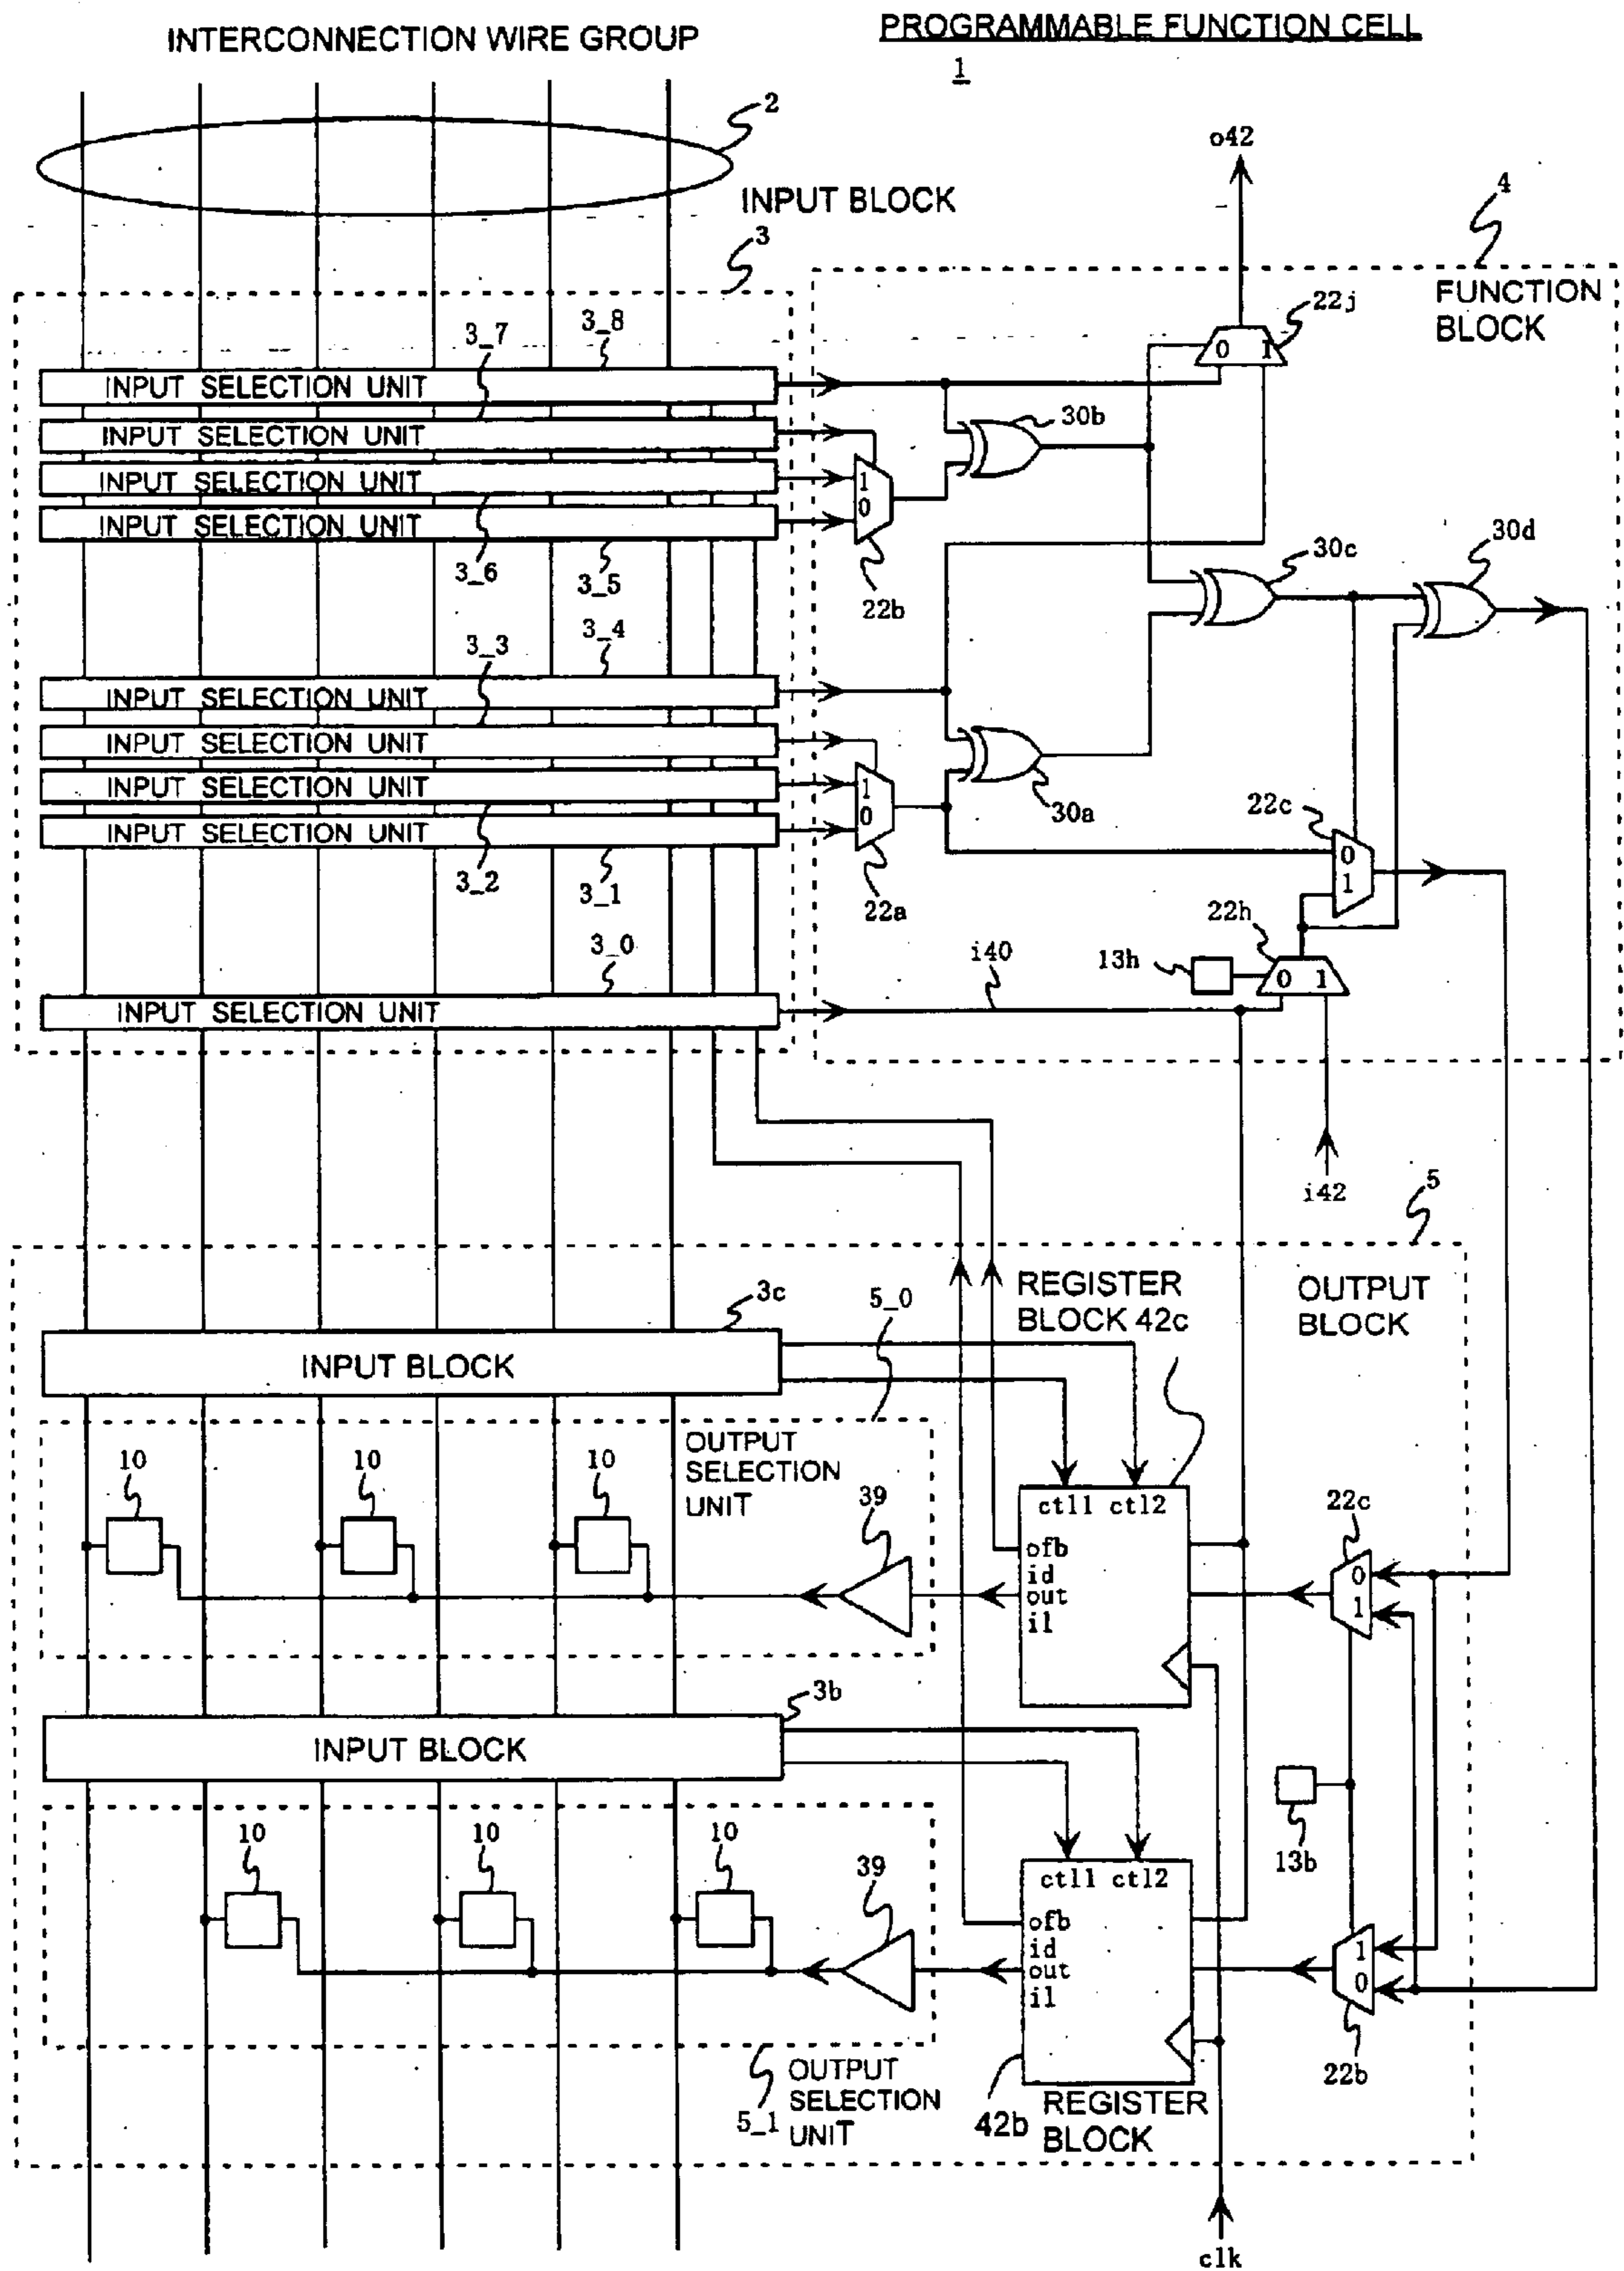 INTERCONNECTION WIRE GROUP
PROGRAMMABLE FUNCTION CELL
1
2
o42
INPUT BLOCK
3
4
FUNCTION
BLOCK
22j
0 1
3_7
3_8
INPUT SELECTION UNIT
INPUT SELECTION UNIT
INPUT SELECTION UNIT
INPUT SELECTION UNIT
30b
1
0
3_6
3_5
22b
30c
30d
3_3
3_4
INPUT SELECTION UNIT
INPUT SELECTION UNIT
INPUT SELECTION UNIT
INPUT SELECTION UNIT
1
0
30a
22c
0
1
3_2
3_1
22a
22h
3_0
i40
13h
0 1
INPUT SELECTION UNIT
i42
5
3c
5_0
REGISTER
BLOCK 42c
OUTPUT
BLOCK
INPUT BLOCK
OUTPUT
SELECTION
UNIT
10
10
10
39
ctl1 ctl2
ofb
id
out
i1
22c
0
1
3b
INPUT BLOCK
13b
10
10
10
39
ctl1 ctl2
ofb
id
out
i1
1
0
22b
5_1
OUTPUT
SELECTION
UNIT
42b
REGISTER
BLOCK
clk